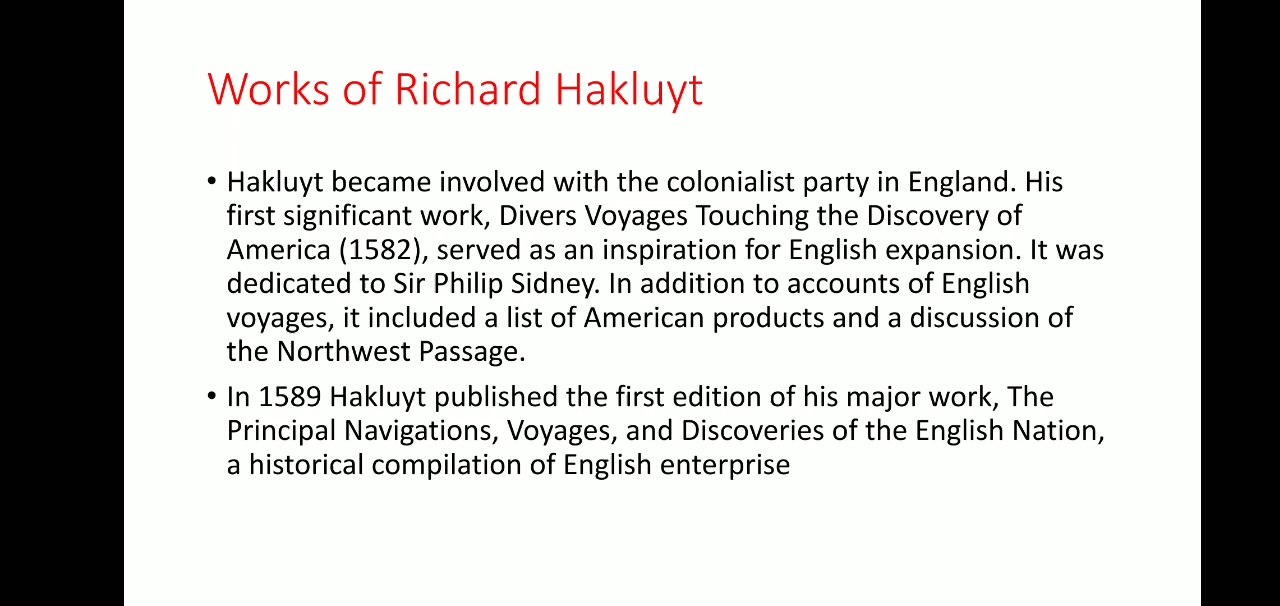 Works of Richard Hakluyt
• Hakluyt became involved with the colonialist party in England. His
first significant work, Divers Voyages Touching the Discovery of
America (1582), served as an inspiration for English expansion. It was
dedicated to Sir Philip Sidney. In addition to accounts of English
voyages, it included a list of American products and a discussion of
the Northwest Passage.
• In 1589 Hakluyt published the first edition of his major work, The
Principal Navigations, Voyages, and Discoveries of the English Nation,
a historical compilation of English enterprise